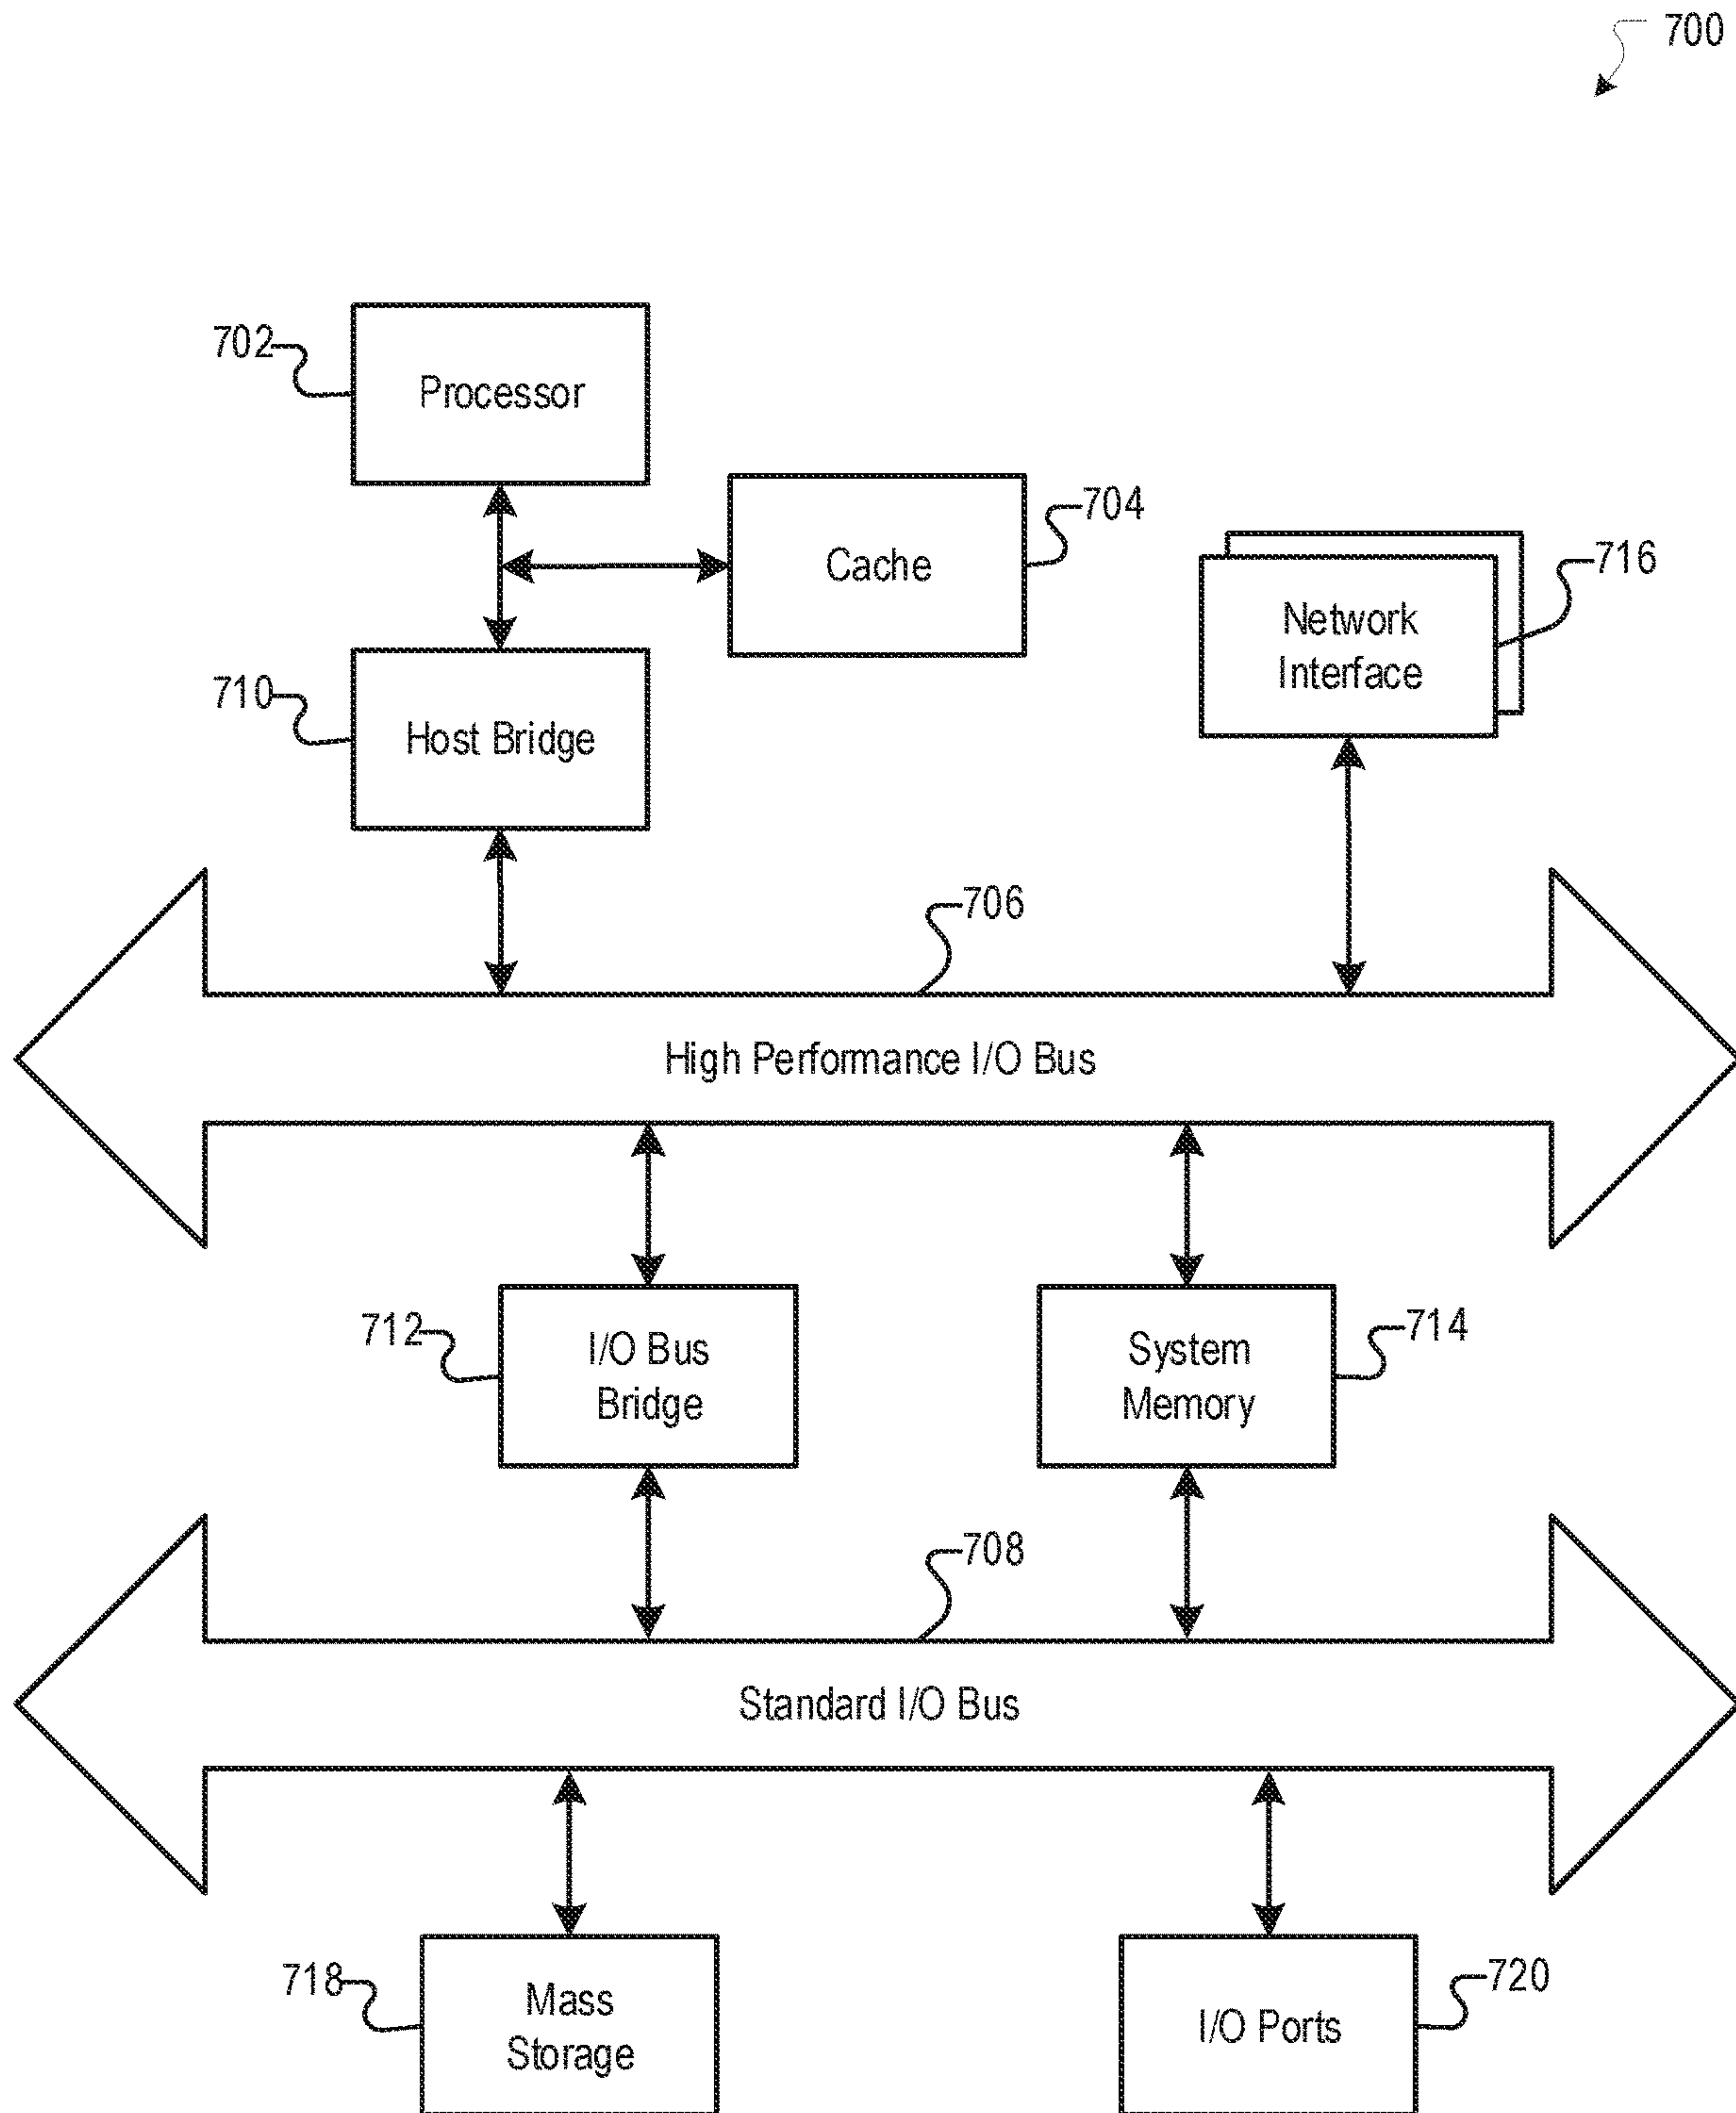 700
702
Processor
704
Cache
716
Network
Interface
710
Host Bridge
706
High Performance I/O Bus
712
I/O Bus
Bridge
714
System
Memory
708
Standard I/O Bus
718
Mass
Storage
720
I/O Ports